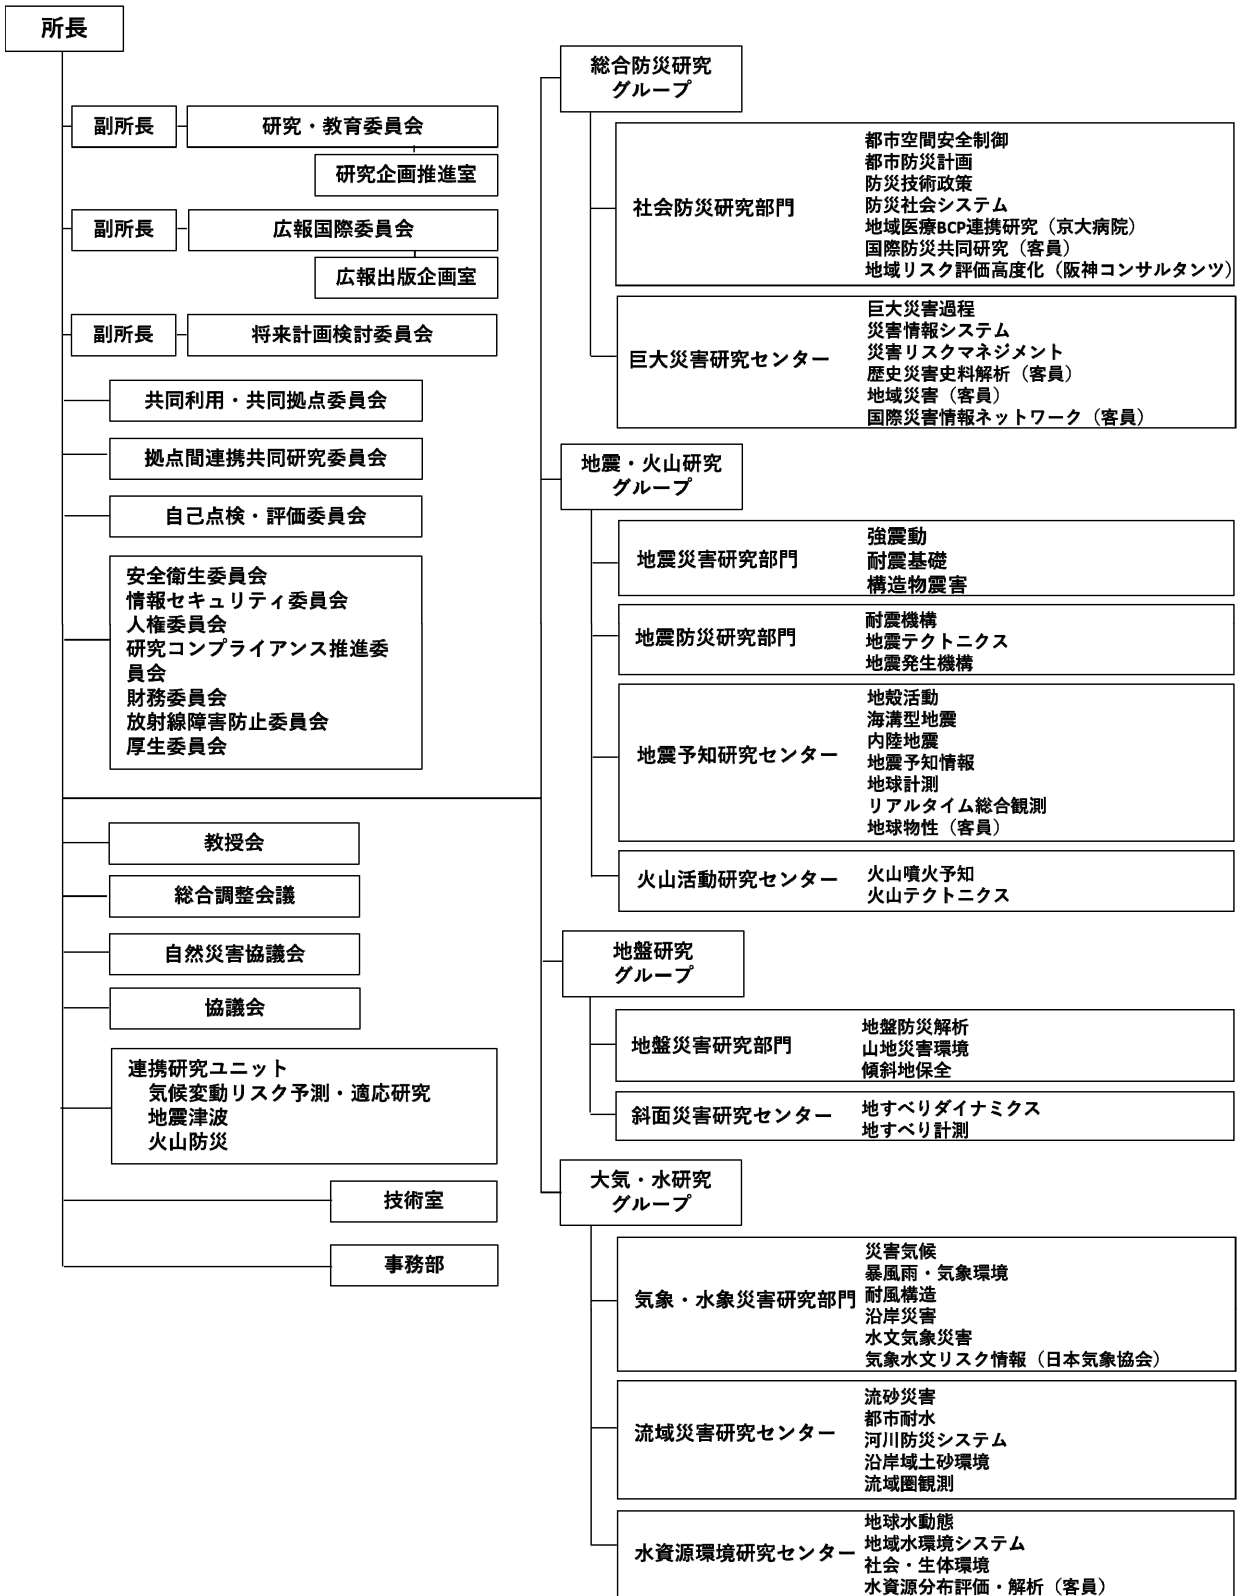 所長
副所長
研究・教育委員会
研究企画推進室
副所長
広報国際委員会
広報出版企画室
副所長
将来計画検討委員会
共同利用・共同拠点委員会
拠点間連携共同研究委員会
自己点検・評価委員会
安全衛生委員会
情報セキュリティ委員会
人権委員会
研究コンプライアンス推進委
員会
財務委員会
放射線障害防止委員会
厚生委員会
教授会
総合調整会議
自然災害協議会
協議会
連携研究ユニット
気候変動リスク予測・適応研究
地震津波
火山防災
技術室
事務部
総合防災研究
グループ
社会防災研究部門
都市空間安全制御
都市防災計画
防災技術政策
防災社会システム
地域医療BCP連携研究（京大病院）
国際防災共同研究（客員）
地域リスク評価高度化（阪神コンサルタンツ）
巨大災害研究センター
巨大災害過程
災害情報システム
災害リスクマネジメント
歴史災害史料解析（客員）
地域災害（客員）
国際災害情報ネットワーク（客員）
地震・火山研究
グループ
地震災害研究部門
強震動
耐震基礎
構造物震害
地震防災研究部門
耐震機構
地震テクトニクス
地震発生機構
地震予知研究センター
地殻活動
海溝型地震
内陸地震
地震予知情報
地球計測
リアルタイム総合観測
地球物性（客員）
火山活動研究センター
火山噴火予知
火山テクトニクス
地盤研究
グループ
地盤災害研究部門
地盤防災解析
山地災害環境
傾斜地保全
斜面災害研究センター
地すべりダイナミクス
地すべり計測
大気・水研究
グループ
気象・水象災害研究部門
災害気候
暴風雨・気象環境
耐風構造
沿岸災害
水文気象災害
気象水文リスク情報（日本気象協会）
流域災害研究センター
流砂災害
都市耐水
河川防災システム
沿岸域土砂環境
流域圏観測
水資源環境研究センター
地球水動態
地域水環境システム
社会・生体環境
水資源分布評価・解析（客員）